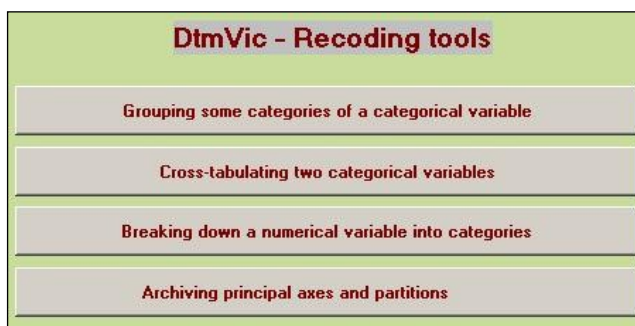 DtmVic - Recoding tools
Grouping some categories of a categorical variable
Cross-tabulating two categorical variables
Breaking down a numerical variable into categories
Archiving principal axes and partitions